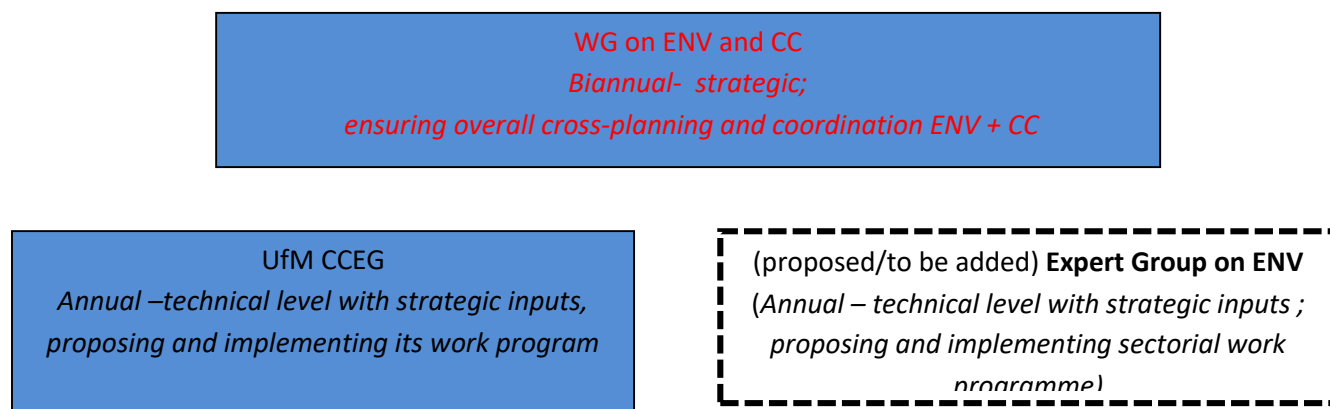 WG on ENV and CC
Biannual- strategic;
ensuring overall cross-planning and coordination ENV + CC
UfM CCEG
Annual –technical level with strategic inputs,
proposing and implementing its work program
(proposed/to be added) Expert Group on ENV
(Annual – technical level with strategic inputs ;
proposing and implementing sectorial work
programme)